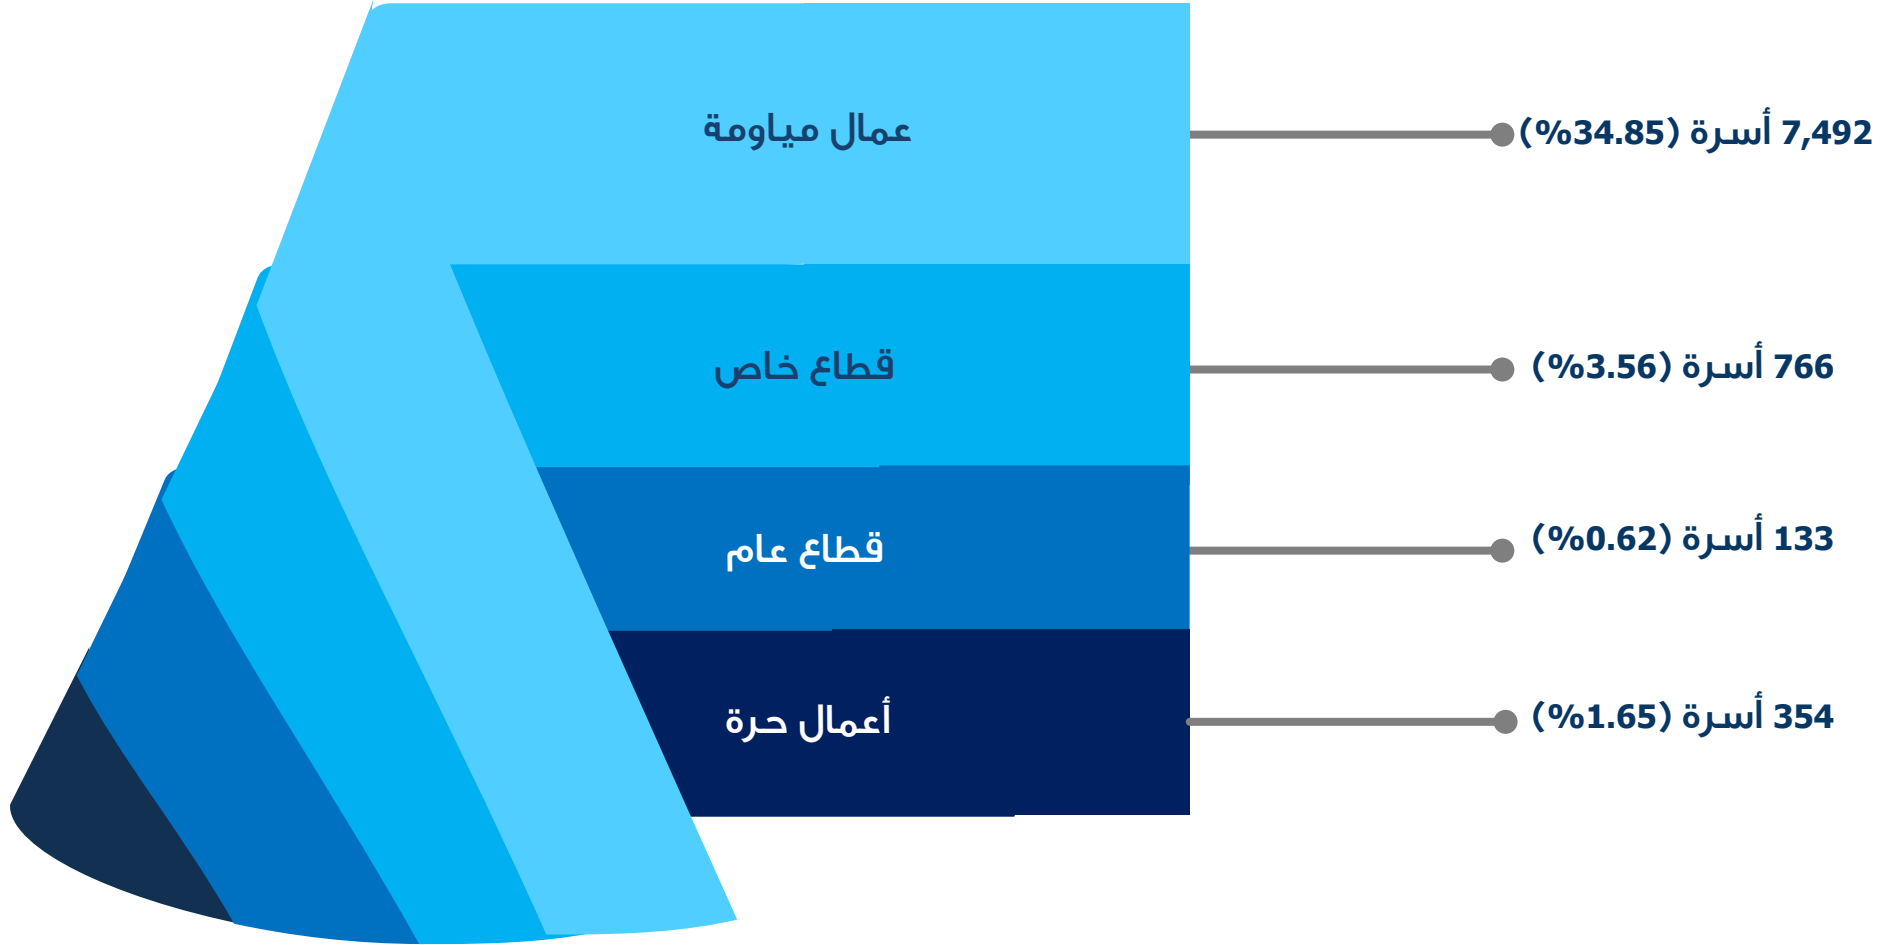 عمال مياومة
7,492 أسرة (34.85%)
قطاع خاص
766 أسرة (3.56%)
قطاع عام
133 أسرة (0.62%)
أعمال حرة
354 أسرة (1.65%)